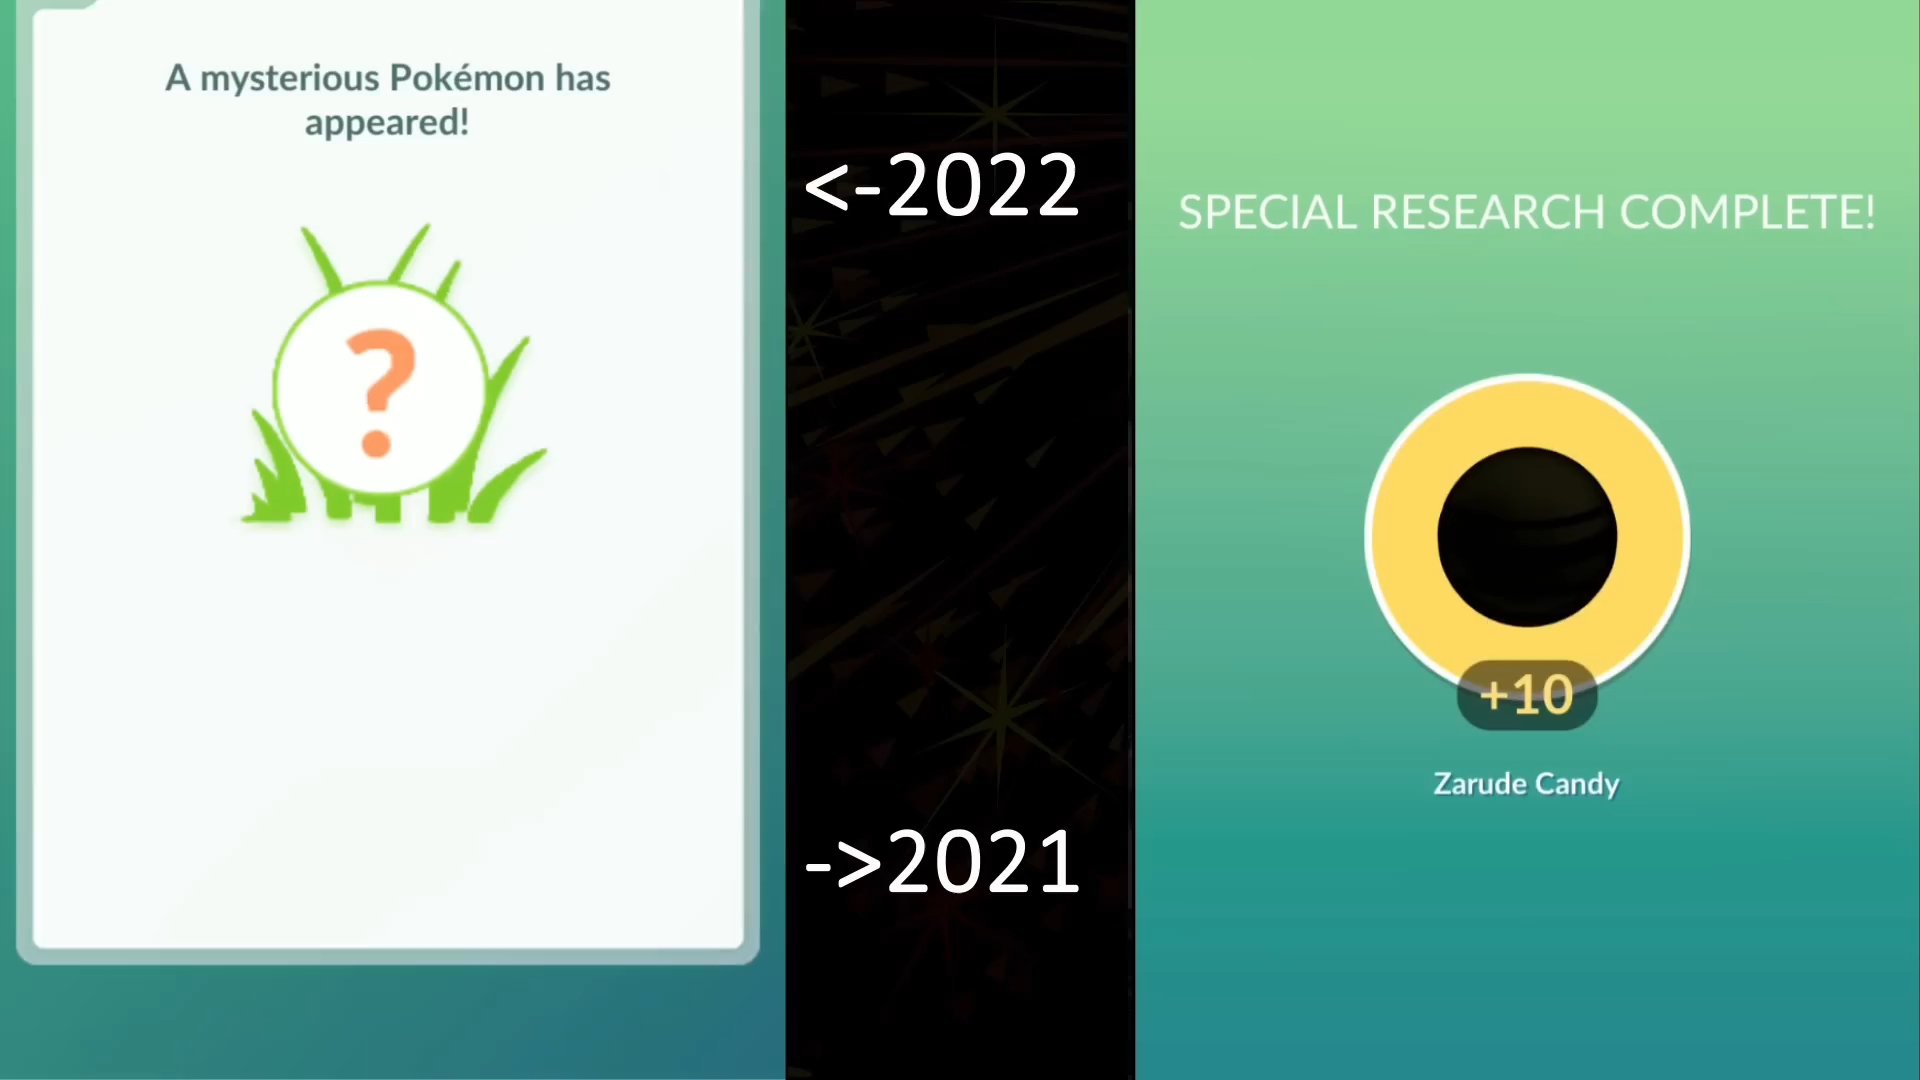 A mysterious Pokémon has
appeared!
?
<-2022
->2021
SPECIAL RESEARCH COMPLETE!
+10
Zarude Candy